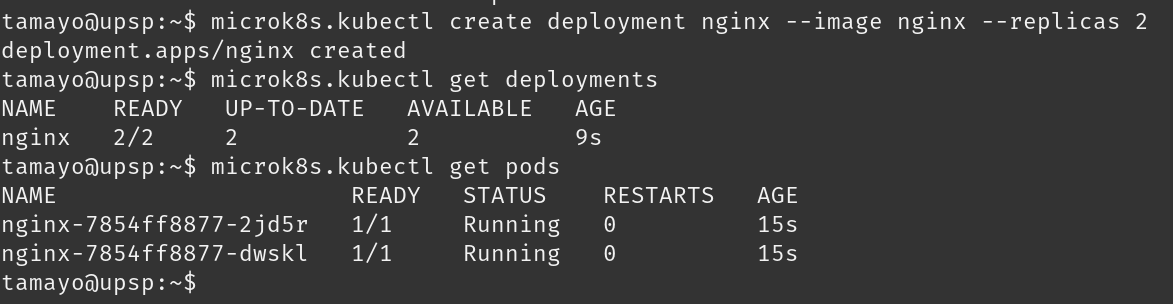 tamayo@upsp:~$ microk8s.kubectl create deployment nginx --image nginx --replicas 2
deployment.apps/nginx created
tamayo@upsp:~$ microk8s.kubectl get deployments
NAME    READY   UP-TO-DATE   AVAILABLE   AGE
nginx   2/2     2            2           9s
tamayo@upsp:~$ microk8s.kubectl get pods
NAME                     READY   STATUS    RESTARTS   AGE
nginx-7854ff8877-2jd5r   1/1     Running   0          15s
nginx-7854ff8877-dwskl   1/1     Running   0          15s
tamayo@upsp:~$